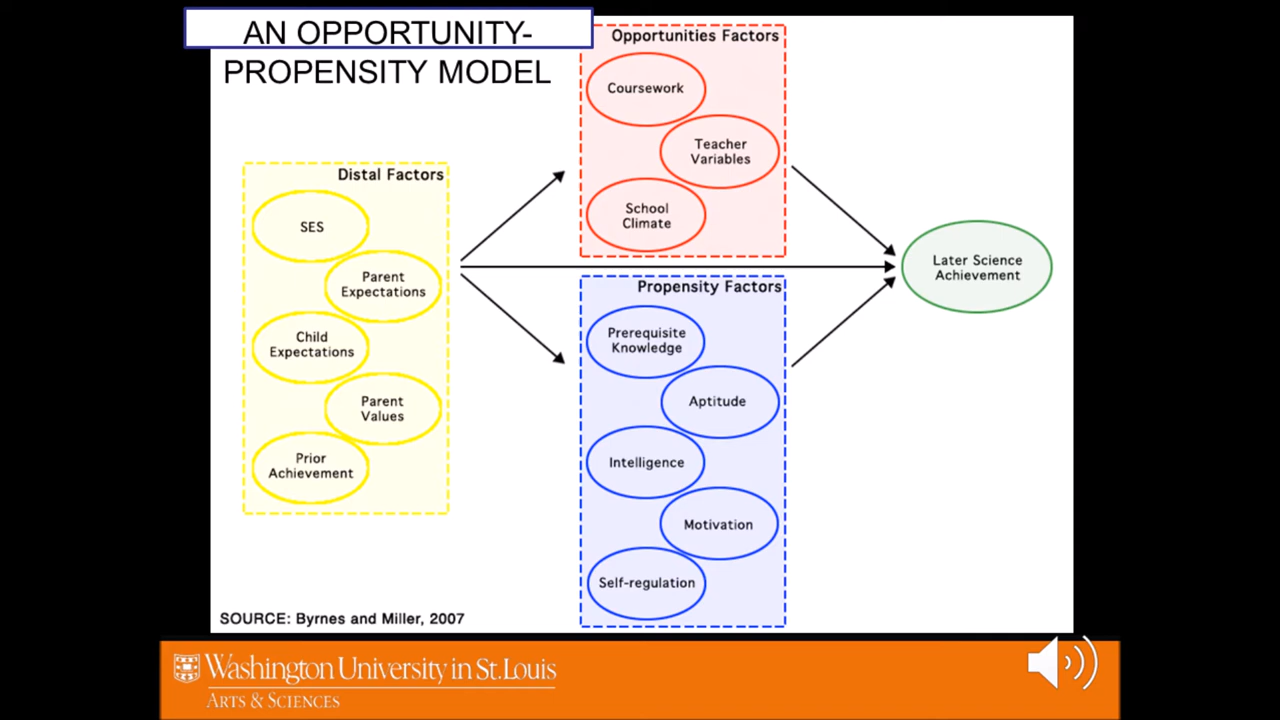 AN OPPORTUNITY-
PROPENSITY MODEL
Distal Factors
SES
Parent
Expectations
Child
Expectations
Parent
Values
Prior
Achievement
Opportunities Factors
Coursework
Teacher
Variables
School
Climate
Propensity Factors
Prerequisite
Knowledge
Aptitude
Intelligence
Motivation
Self-regulation
Later Science
Achievement
SOURCE: Byrnes and Miller, 2007
Washington University in St. Louis
ARTS & SCIENCES